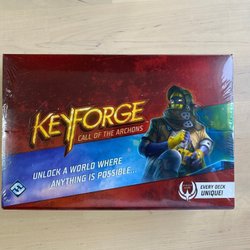 KEYFORGE
CALL OF THE ARCHONS
UNLOCK A WORLD WHERE
ANYTHING IS POSSIBLE...
EVERY DECK
UNIQUE!